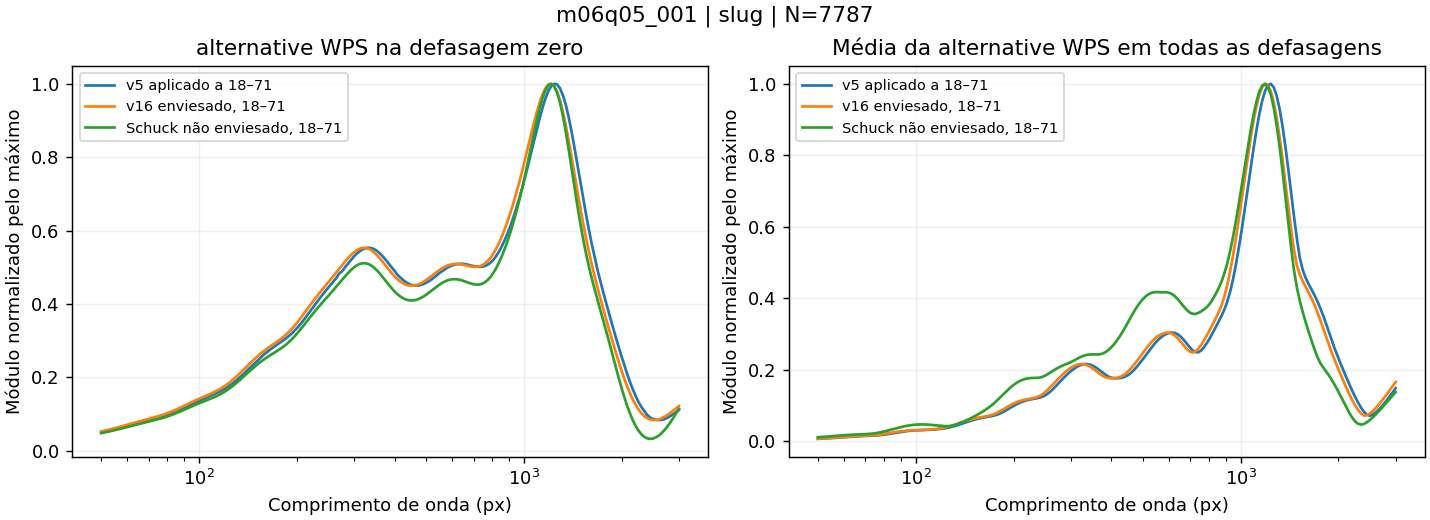 m06q05_001 | slug | N=7787
alternative WPS na defasagem zero
v5 aplicado a 18–71
v16 enviesado, 18–71
Schuck não enviesado, 18–71
Módulo normalizado pelo máximo
1.0
0.8
0.6
0.4
0.2
0.0
10²
10³
Comprimento de onda (px)
Média da alternative WPS em todas as defasagens
v5 aplicado a 18–71
v16 enviesado, 18–71
Schuck não enviesado, 18–71
Módulo normalizado pelo máximo
1.0
0.8
0.6
0.4
0.2
0.0
10²
10³
Comprimento de onda (px)